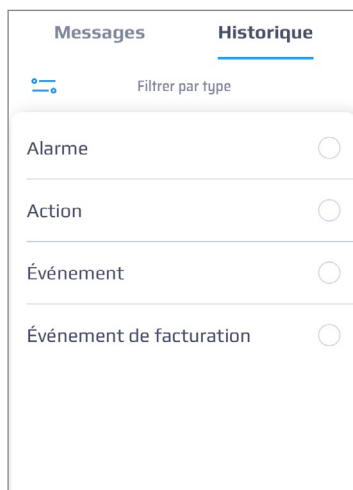 Messages Historique
Filtrer par type
Alarme
Action
Événement
Événement de facturation